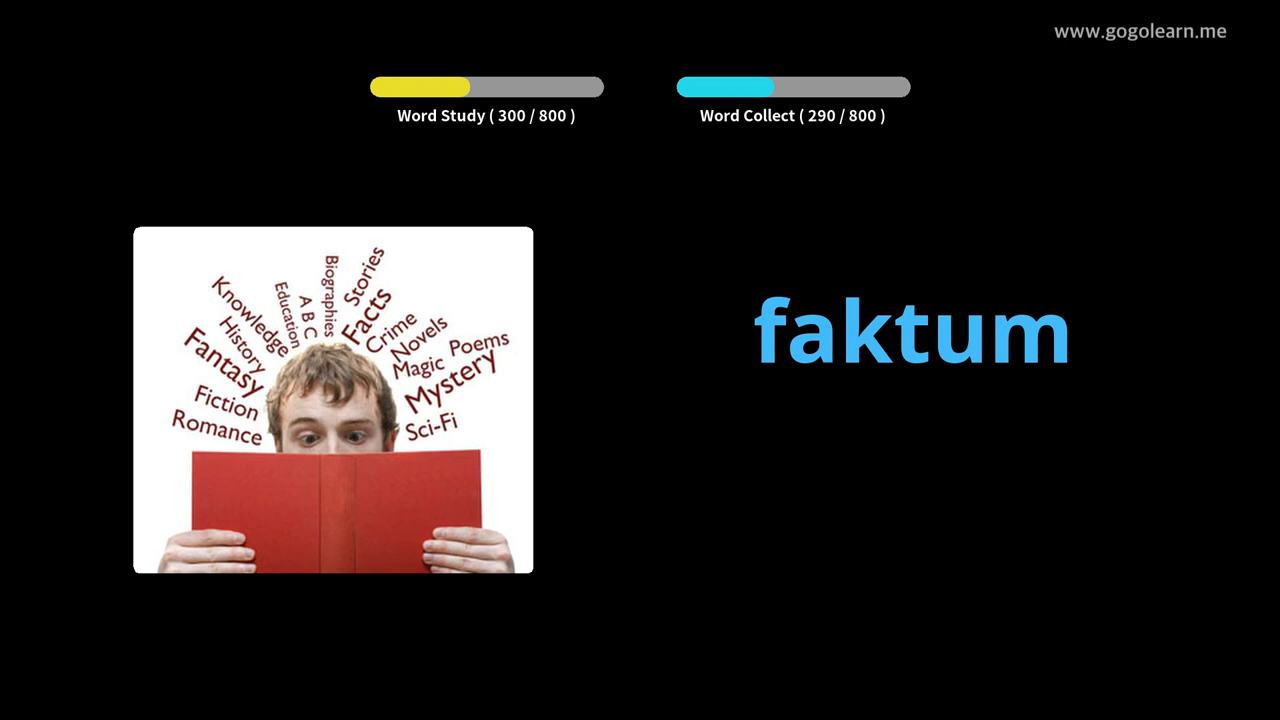 www.gogolearn.me
Word Study ( 300 / 800 )
Word Collect ( 290 / 800 )
faktum
Biographies
Stories
Education
A B C
Facts
Knowledge
Crime
History
Novels
Poems
Fantasy
Magic
Mystery
Fiction
Romance
Sci-Fi